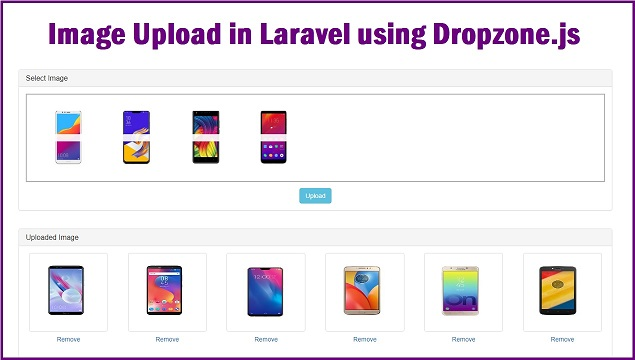 Image Upload in Laravel using Dropzone.js
Select Image
Upload
Uploaded Image
Remove Remove Remove Remove Remove Remove